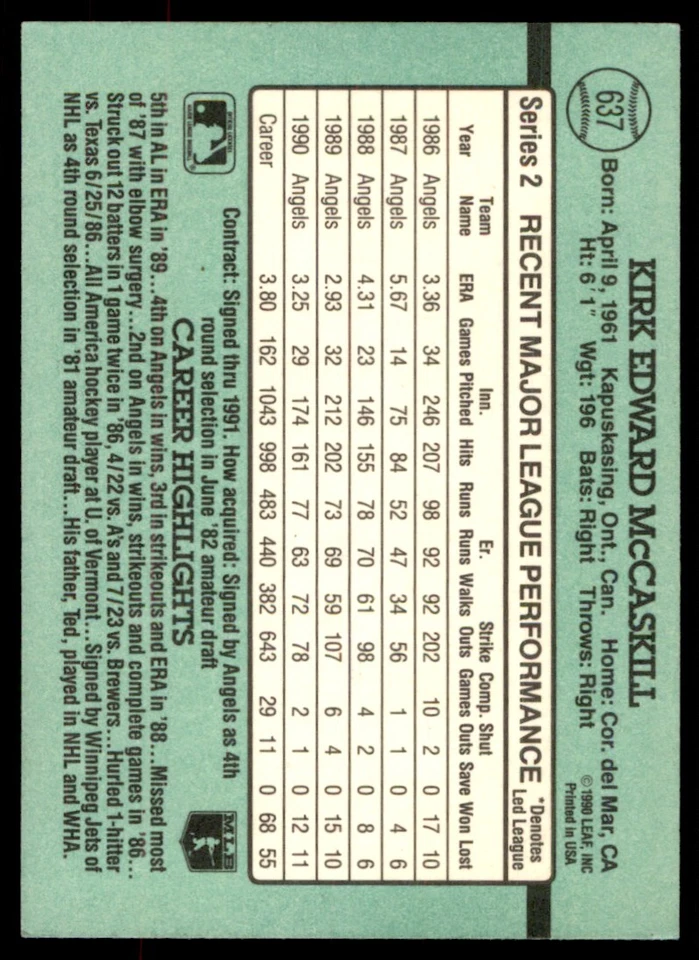 637
KIRK EDWARD McCASKILL
Born: April 9, 1961 Kapuskasing, Ont., Can. Home: Cor. del Mar, CA
Ht: 6' 1" Wgt: 196 Bats: Right Throws: Right
© 1990 LEAF, INC
Printed in USA
Series 2 RECENT MAJOR LEAGUE PERFORMANCE *Denotes Led League
Year Team Name ERA Games Inn. Pitched Hits Runs Er. Runs Walks Strike Outs Comp. Games Shut Outs Save Won Lost
1986 Angels 3.36 34 246 207 98 92 92 202 10 2 0 17 10
1987 Angels 5.67 14 75 84 52 47 34 56 1 1 0 4 6
1988 Angels 4.31 23 146 155 78 70 61 98 4 2 0 8 6
1989 Angels 2.93 32 212 202 73 69 59 107 6 4 0 15 10
1990 Angels 3.25 29 174 161 77 63 72 78 2 1 0 12 11
Career 3.80 162 1043 998 483 440 382 643 29 11 0 68 55
Contract: Signed thru 1991. How acquired: Signed by Angels as 4th
round selection in June '82 amateur draft
MLB
CAREER HIGHLIGHTS
5th in AL in ERA in '89...4th on Angels in wins, 3rd in strikeouts and ERA in '88...Missed most
of '87 with elbow surgery...2nd on Angels in wins, strikeouts and complete games in '86...
Struck out 12 batters in 1 game twice in '86, 4/22 vs. A's and 7/23 vs. Brewers...Hurled 1-hitter
vs. Texas 6/25/86...All America hockey player at U. of Vermont...Signed by Winnipeg Jets of
NHL as 4th round selection in '81 amateur draft...His father, Ted, played in NHL and WHA.